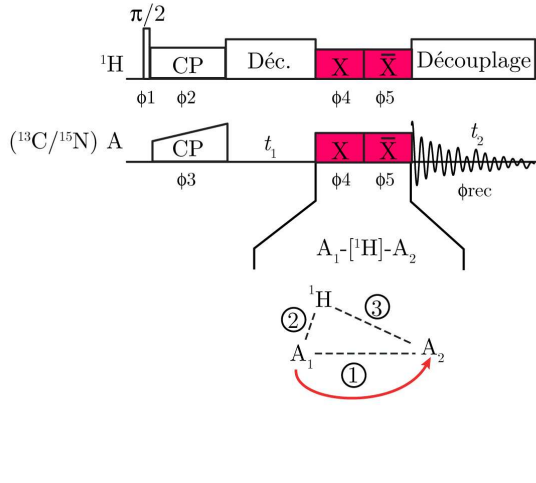 π/2
¹H CP Déc. X X̅ Découplage
ϕ1 ϕ2 ϕ4 ϕ5
(¹³C/¹⁵N) A CP t₁ X X̅ t₂
ϕ3 ϕ4 ϕ5 ϕrec
A₁-[¹H]-A₂
¹H
② ③
A₁ A₂
①